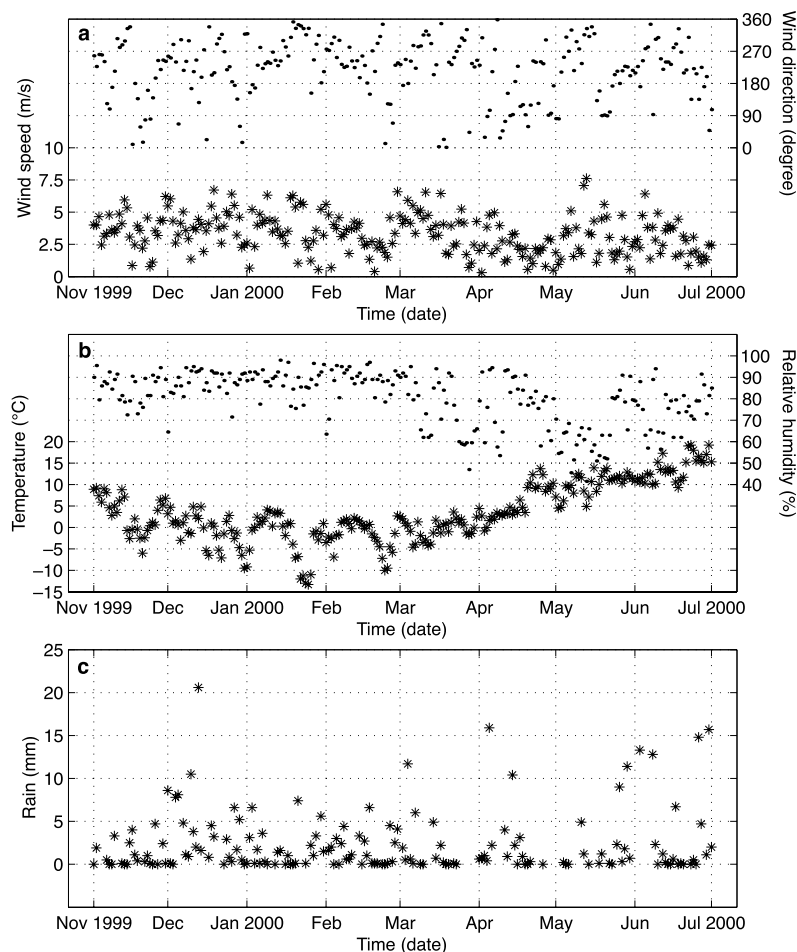 a
360
270
180
90
0
Wind direction (degree)
10
7.5
5
2.5
0
Wind speed (m/s)
Nov 1999 Dec Jan 2000 Feb Mar Apr May Jun Jul 2000
Time (date)
b
100
90
80
70
60
50
40
Relative humidity (%)
20
15
10
5
0
−5
−10
−15
Temperature (°C)
Nov 1999 Dec Jan 2000 Feb Mar Apr May Jun Jul 2000
Time (date)
c
25
20
15
10
5
0
Rain (mm)
Nov 1999 Dec Jan 2000 Feb Mar Apr May Jun Jul 2000
Time (date)